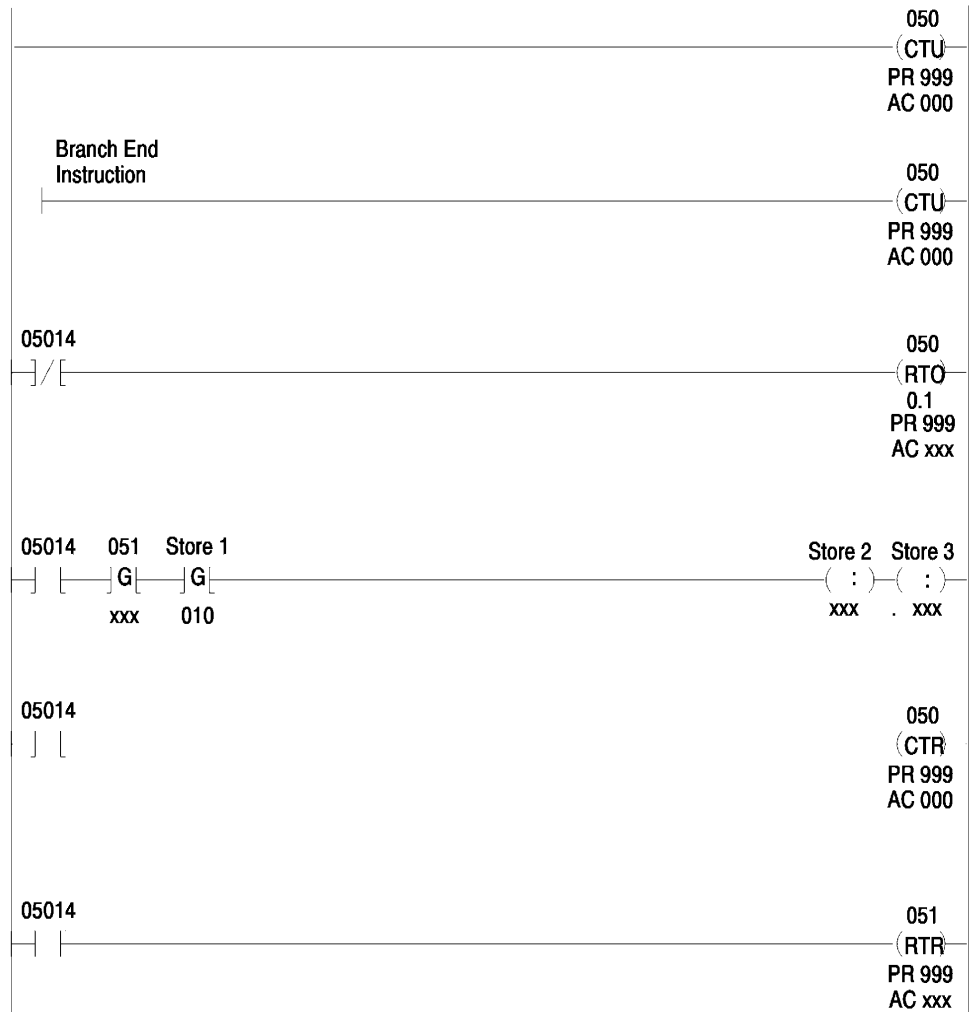 050
(CTU)
PR 999
AC 000
Branch End
Instruction
050
(CTU)
PR 999
AC 000
05014
050
(RTO)
0.1
PR 999
AC xxx
05014 051 Store 1
G G
xxx 010
Store 2 Store 3
( : ) ( : )
xxx . xxx
05014
050
(CTR)
PR 999
AC 000
05014
051
(RTR)
PR 999
AC xxx